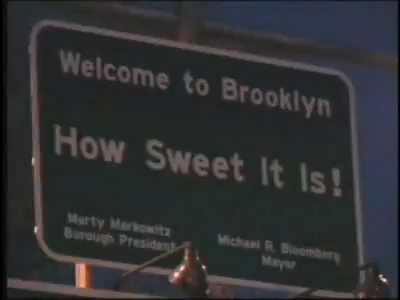 Welcome to Brooklyn
How Sweet It Is!
Marty Markowitz
Borough President
Michael R. Bloomberg
Mayor